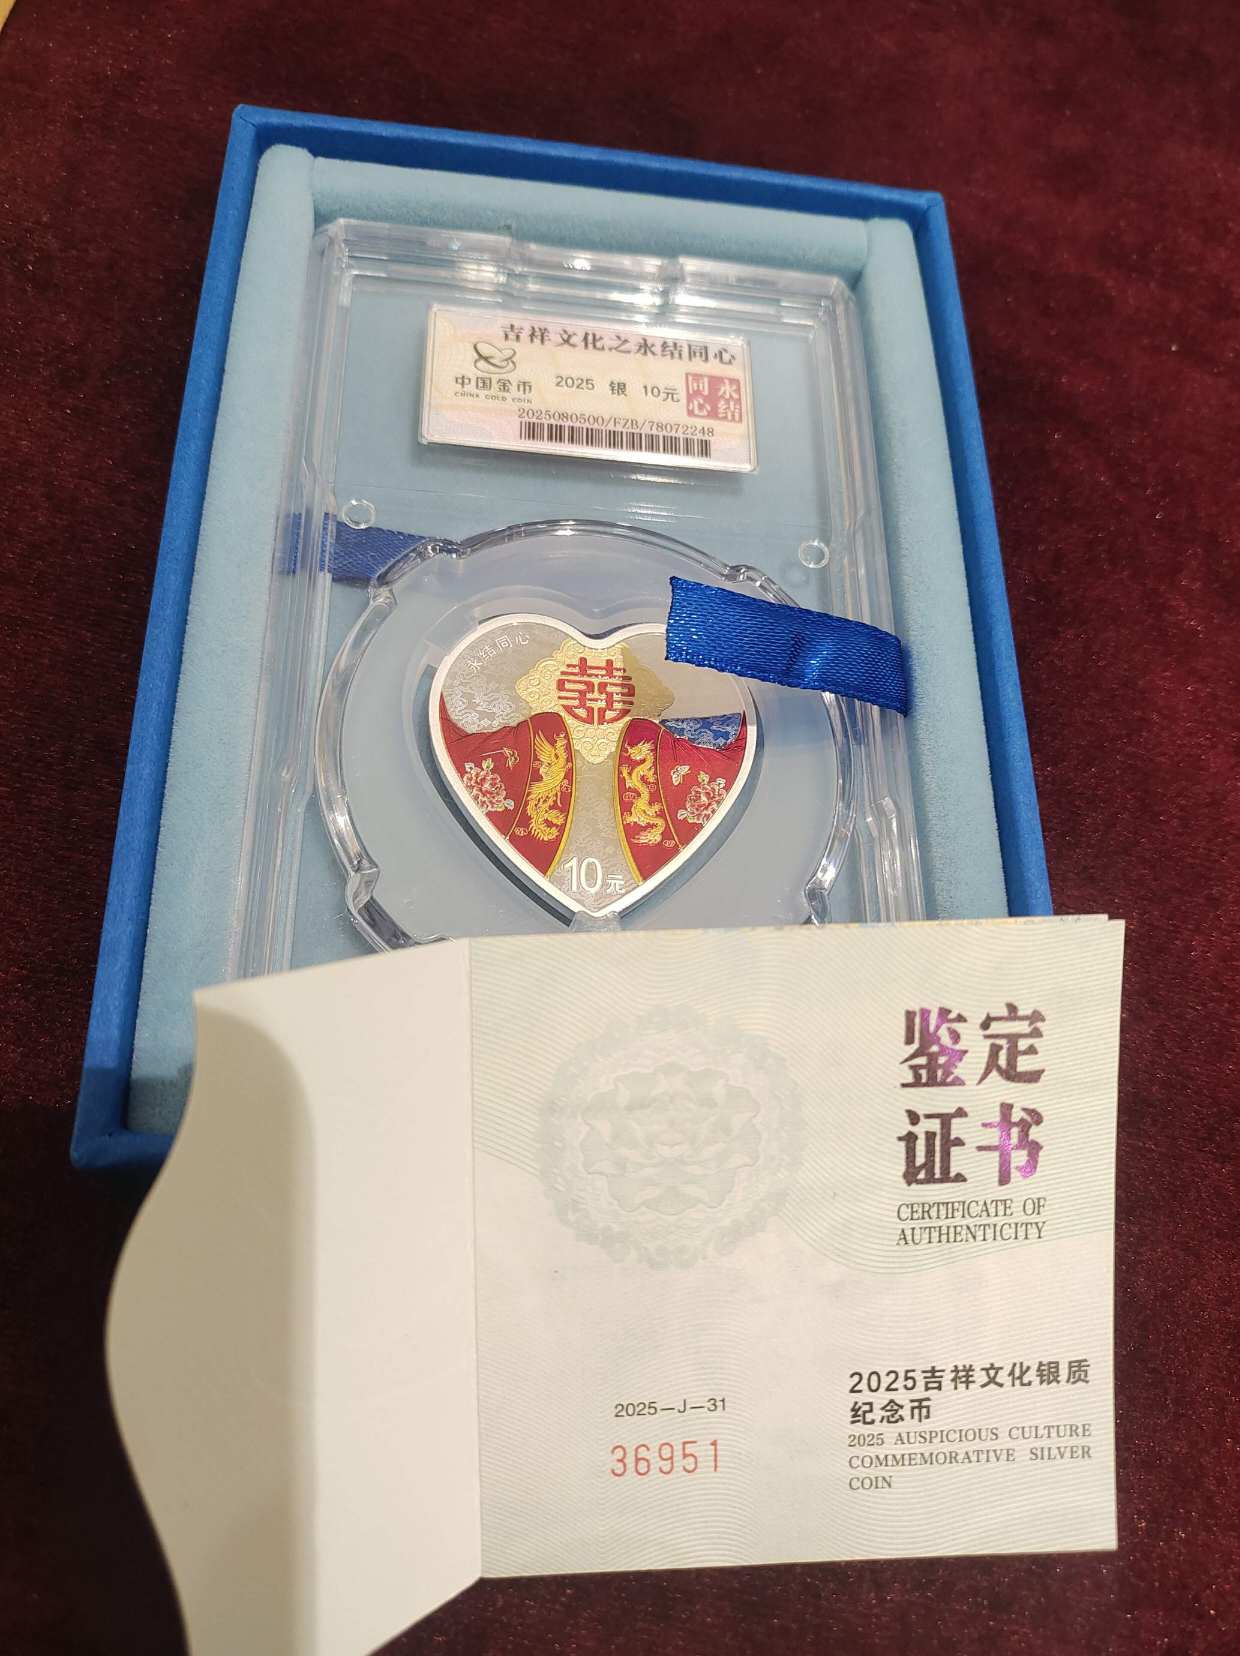 吉祥文化之永结同心
中国金币
CHINA GOLD COIN
2025 银 10元
永结
同心
2025080500/FZB/78072248
永结同心
囍
10元
鉴定
证书
CERTIFICATE OF
AUTHENTICITY
2025—J—31
36951
2025吉祥文化银质
纪念币
2025 AUSPICIOUS CULTURE
COMMEMORATIVE SILVER
COIN